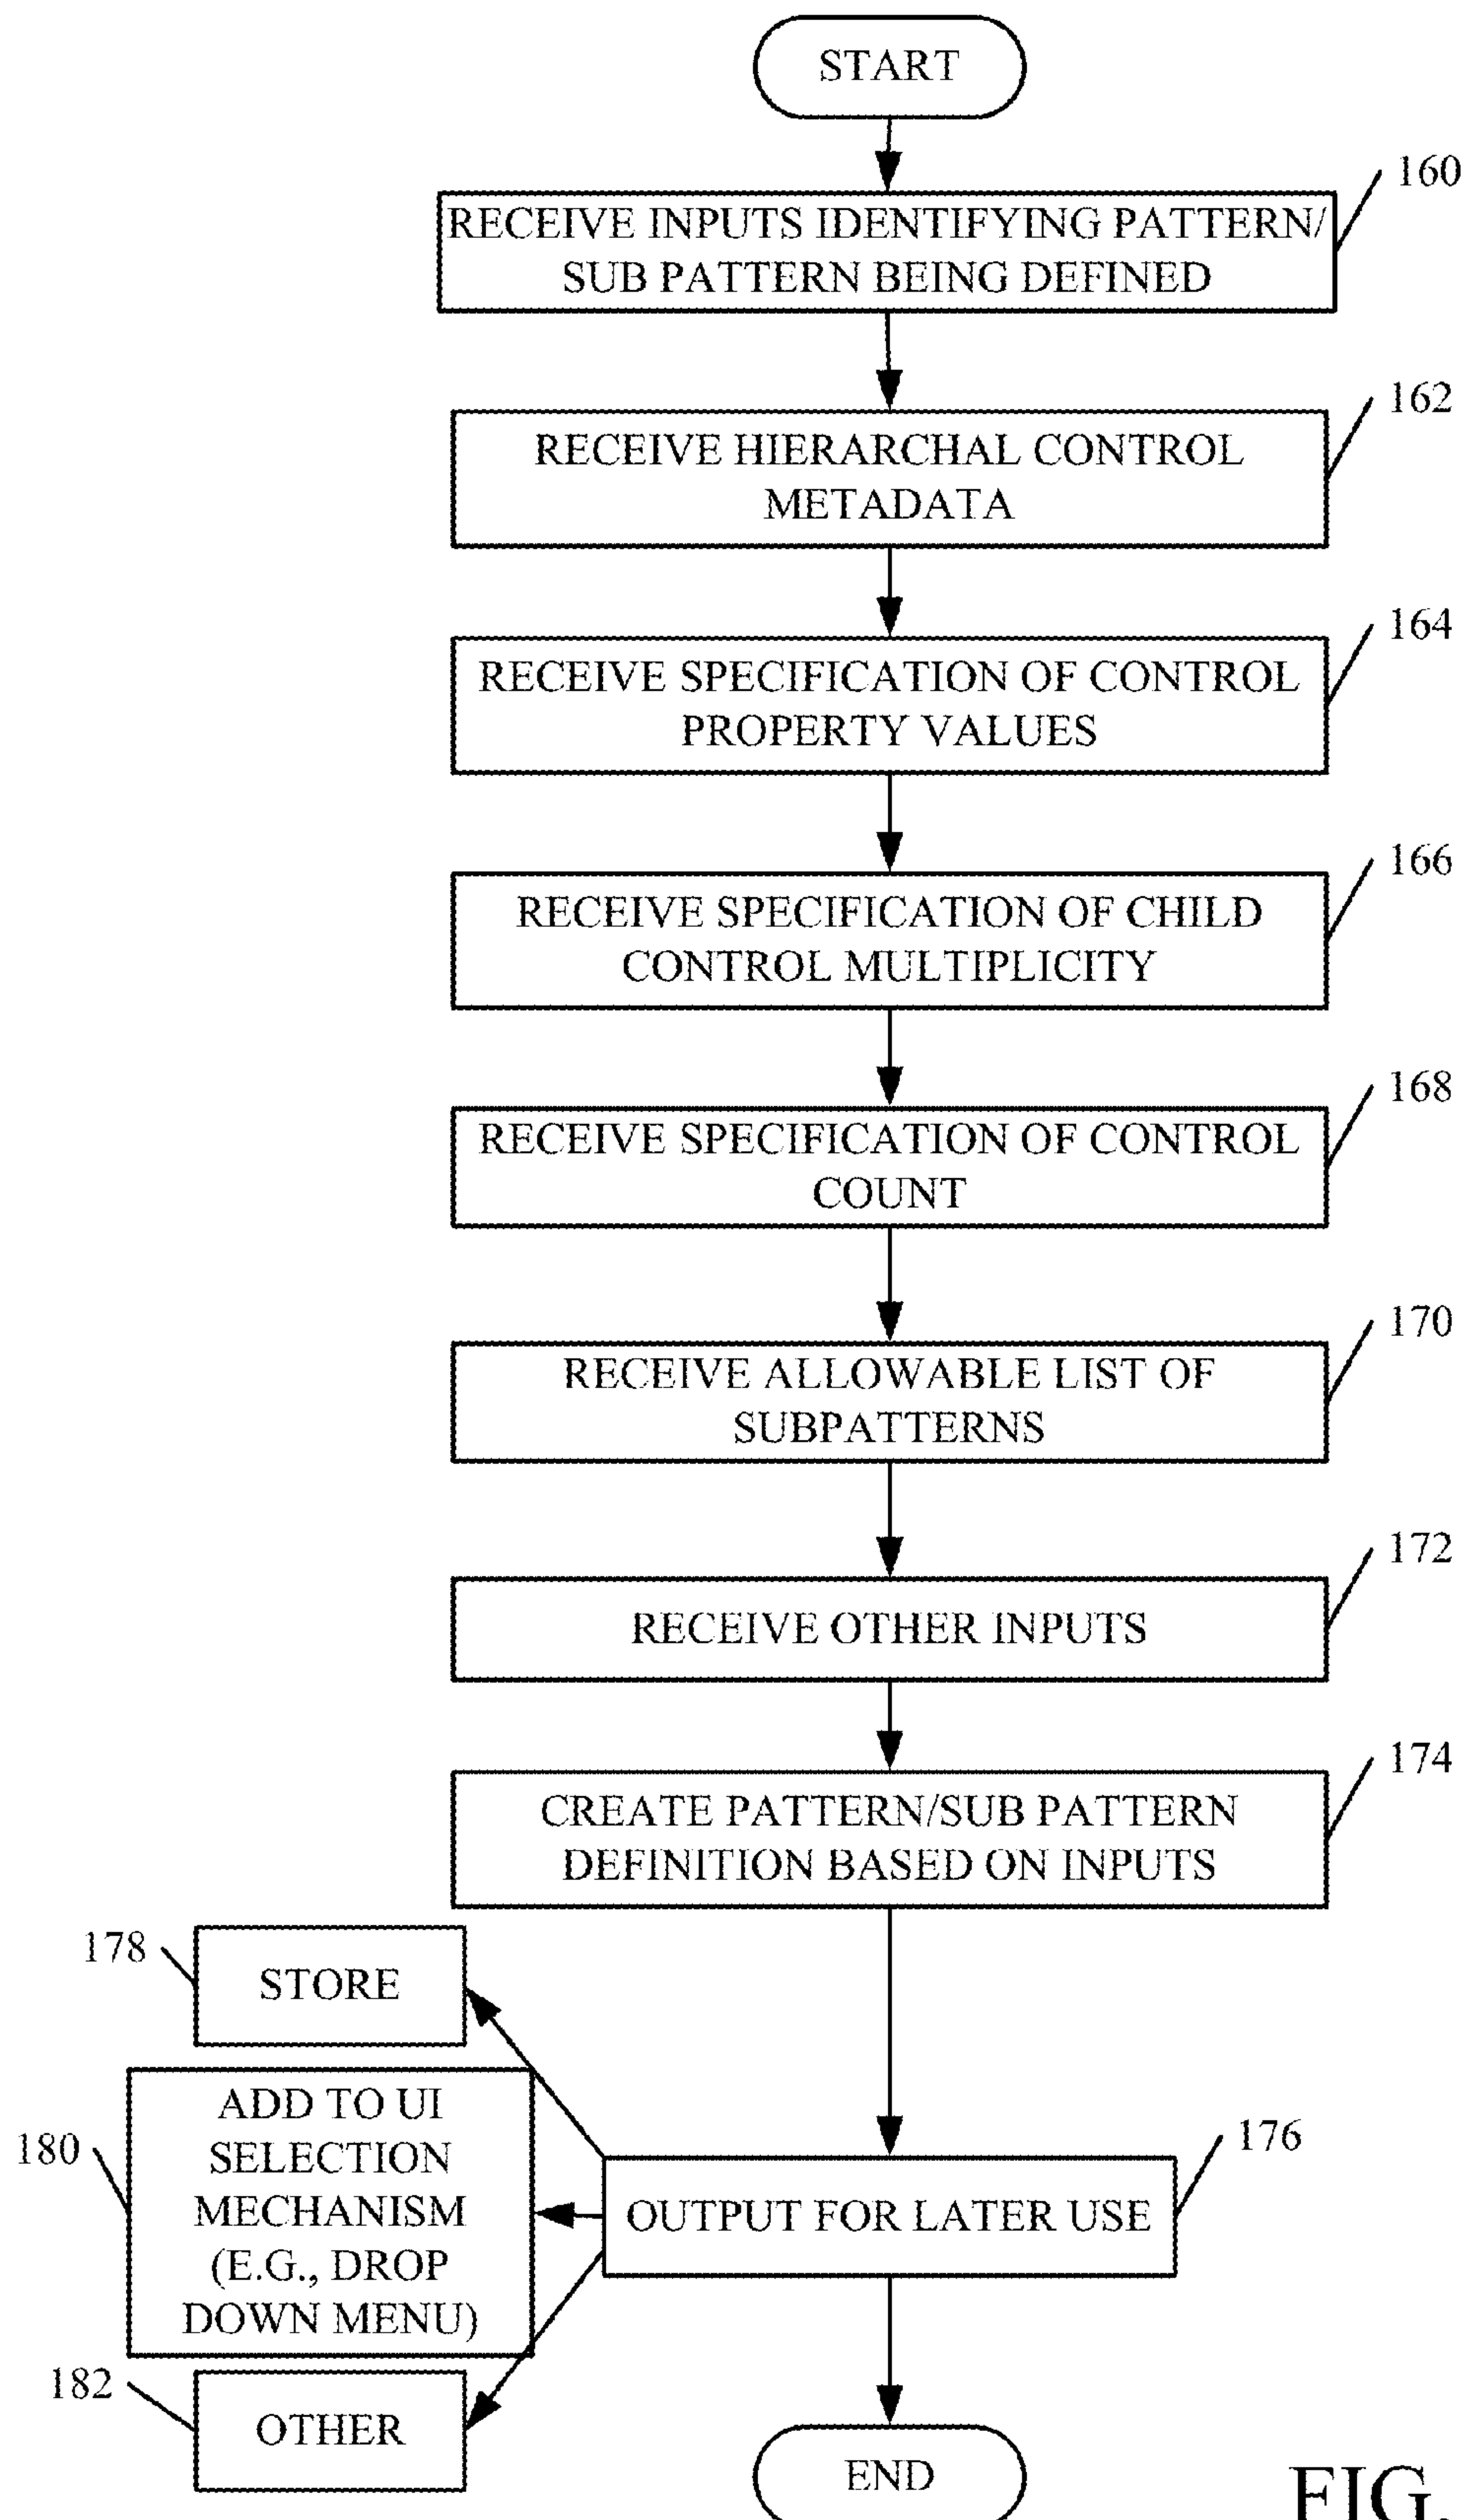 START
160
RECEIVE INPUTS IDENTIFYING PATTERN/
SUB PATTERN BEING DEFINED
162
RECEIVE HIERARCHAL CONTROL
METADATA
164
RECEIVE SPECIFICATION OF CONTROL
PROPERTY VALUES
166
RECEIVE SPECIFICATION OF CHILD
CONTROL MULTIPLICITY
168
RECEIVE SPECIFICATION OF CONTROL
COUNT
170
RECEIVE ALLOWABLE LIST OF
SUBPATTERNS
172
RECEIVE OTHER INPUTS
174
CREATE PATTERN/SUB PATTERN
DEFINITION BASED ON INPUTS
178
STORE
180
ADD TO UI
SELECTION
MECHANISM
(E.G., DROP
DOWN MENU)
176
OUTPUT FOR LATER USE
182
OTHER
END
FIG.